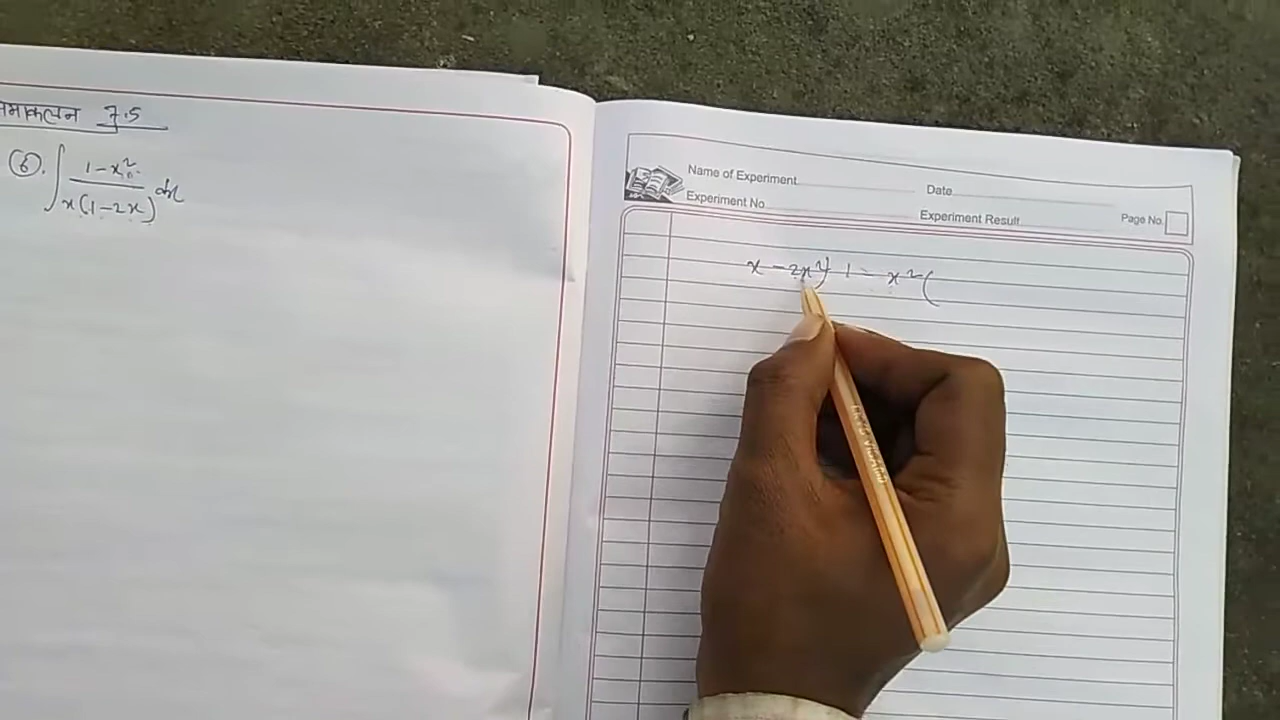 समाकलन 7.5
⑥. ∫ 1-x² / x(1-2x) dx
Name of Experiment
Date
Experiment No
Experiment Result
Page No.
x - 2x² ) 1 - x² (